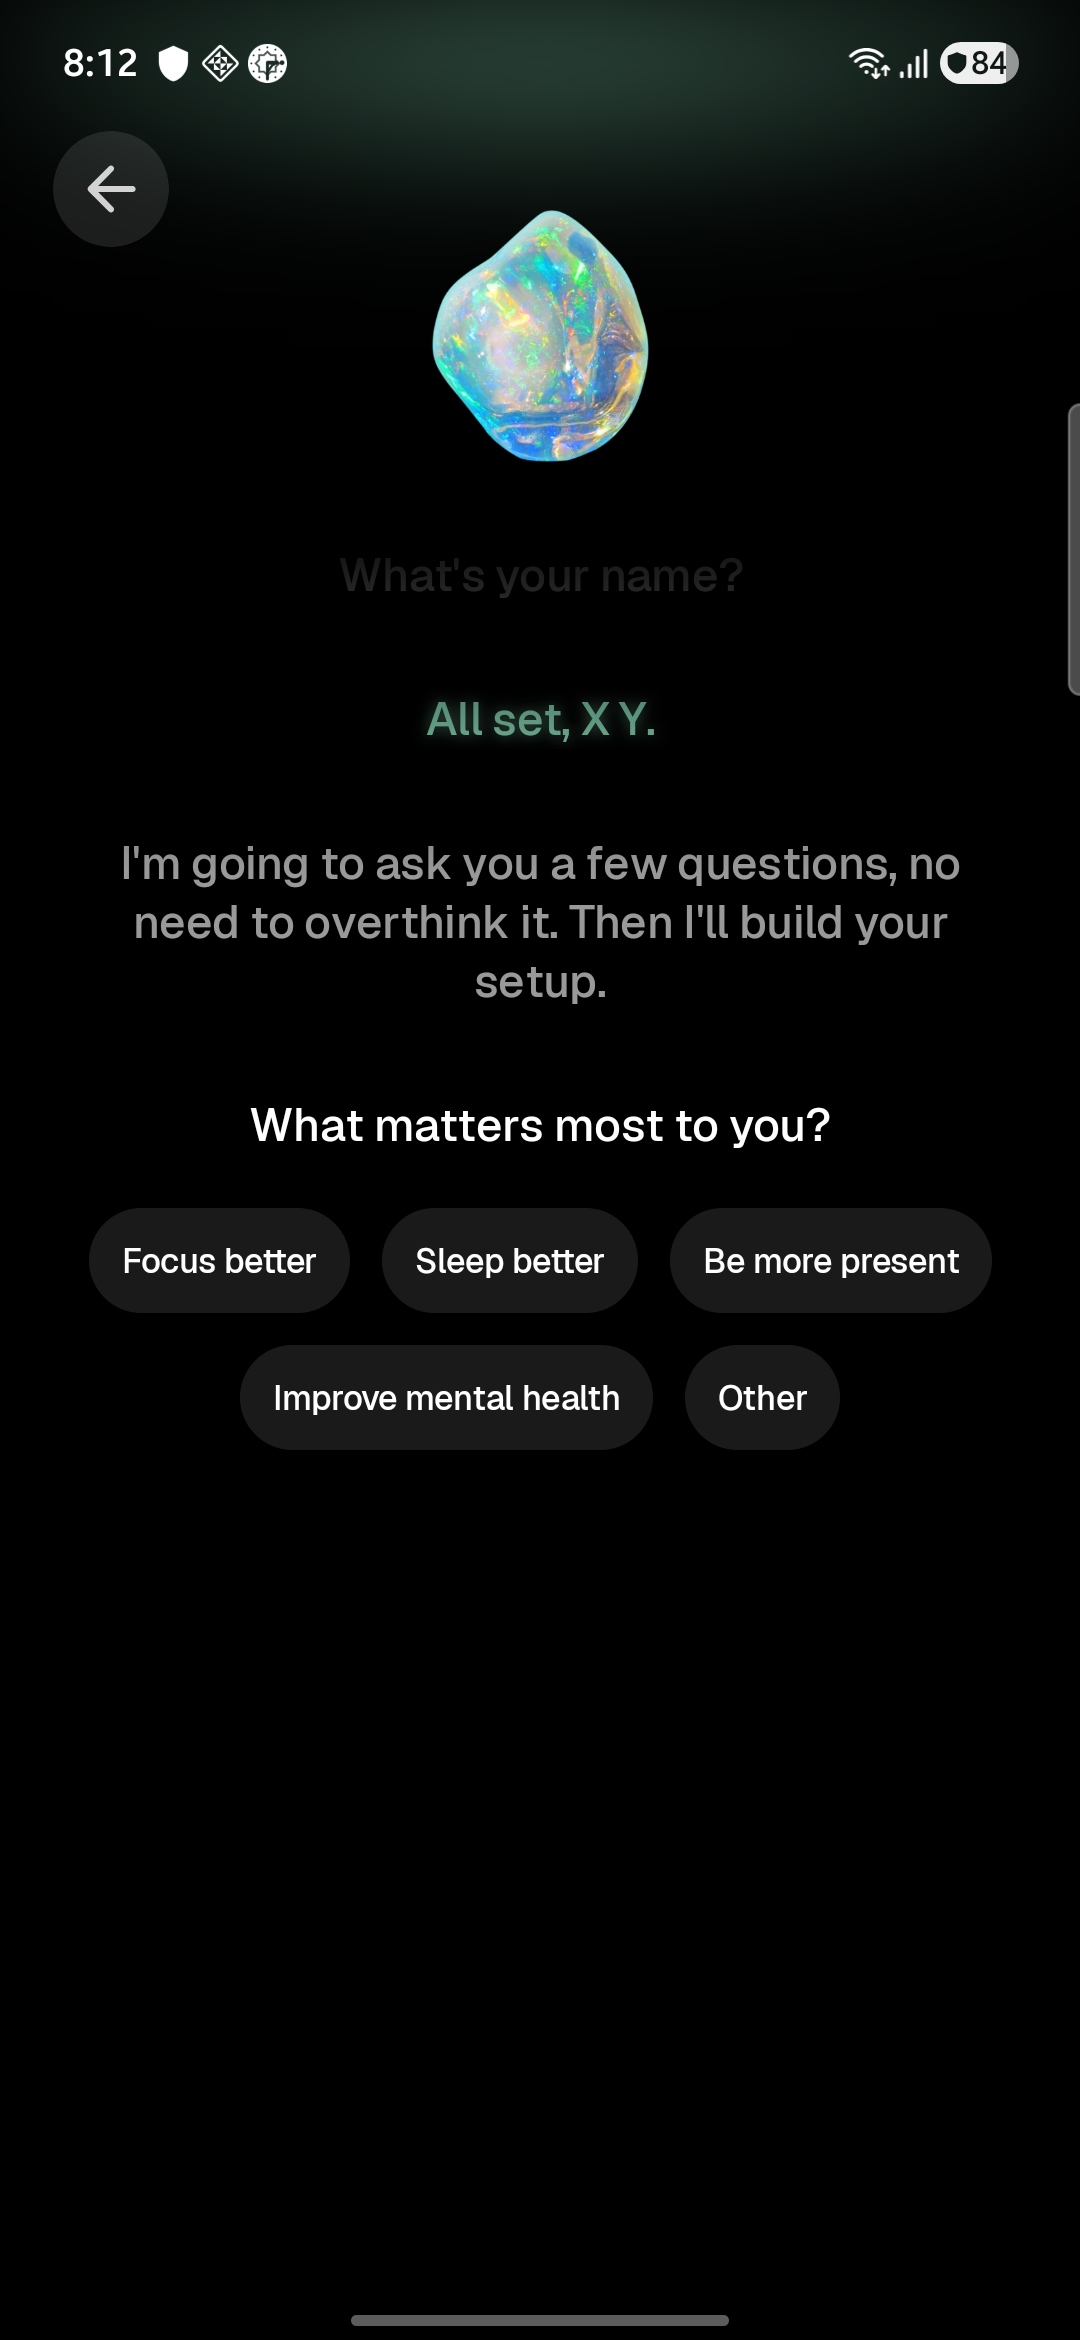 8:12
84
What's your name?
All set, X Y.
I'm going to ask you a few questions, no
need to overthink it. Then I'll build your
setup.
What matters most to you?
Focus better
Sleep better
Be more present
Improve mental health
Other